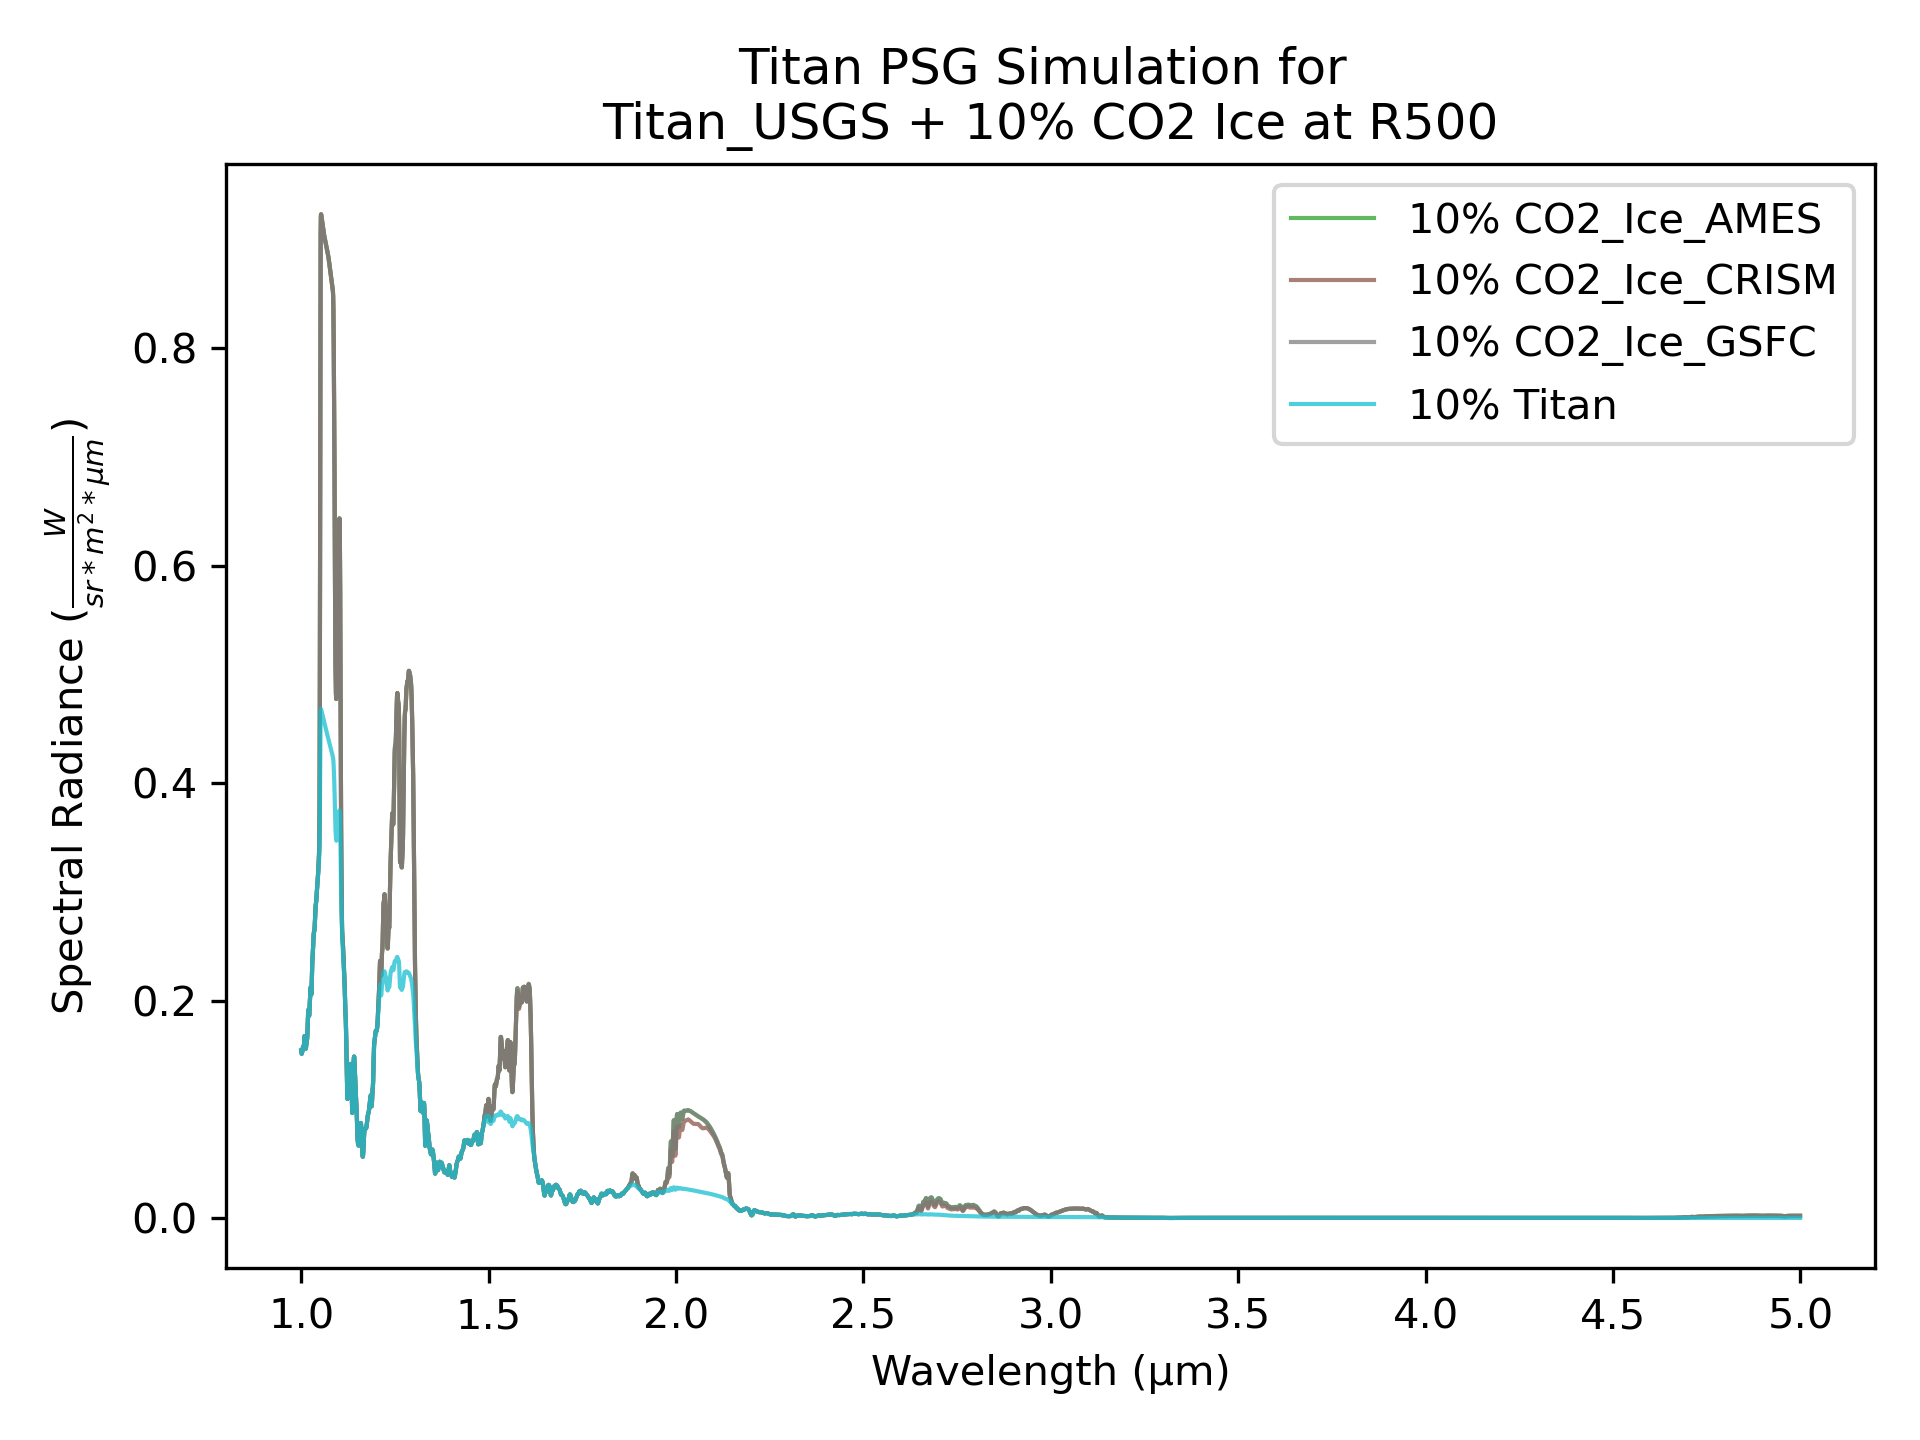 Titan PSG Simulation for
Titan_USGS + 10% CO2 Ice at R500
10% CO2_Ice_AMES
10% CO2_Ice_CRISM
10% CO2_Ice_GSFC
10% Titan
Spectral Radiance (W / sr * m² * μm)
0.8
0.6
0.4
0.2
0.0
1.0 1.5 2.0 2.5 3.0 3.5 4.0 4.5 5.0
Wavelength (μm)